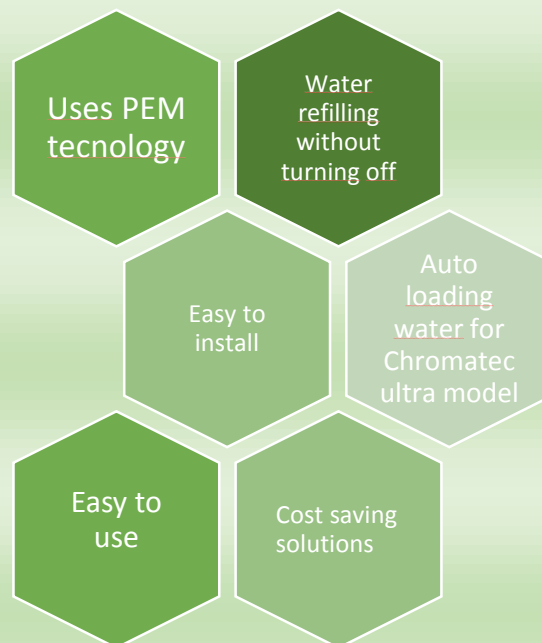 Uses PEM
tecnology
Water
refilling
without
turning off
Easy to
install
Auto
loading
water for
Chromatec
ultra model
Easy to
use
Cost saving
solutions